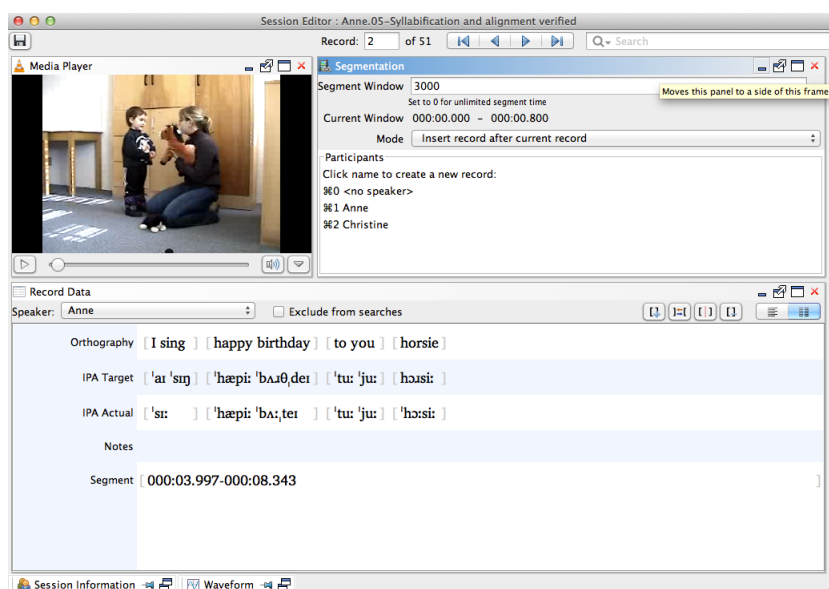 Session Editor : Anne.05-Syllabification and alignment verified
Record: 2 of 51 Search
Media Player
Segmentation
Segment Window 3000
Moves this panel to a side of this frame
Set to 0 for unlimited segment time
Current Window 000:00.000 - 000:00.800
Mode Insert record after current record
Participants
Click name to create a new record:
⌘0 <no speaker>
⌘1 Anne
⌘2 Christine
Record Data
Speaker: Anne Exclude from searches
Orthography [I sing ] [happy birthday] [to you] [horsie]
IPA Target [ˈaɪ ˈsɪŋ] [ˈhæpiː ˈbʌɹθˌdeɪ] [ˈtuː ˈjuː] [hɔɹsiː ]
IPA Actual [ˈsɪː ] [ˈhæpiː ˈbʌːˌteɪ ] [ˈtuː ˈjuː] [ˈhɔːsiː ]
Notes
Segment [000:03.997-000:08.343 ]
Session Information Waveform